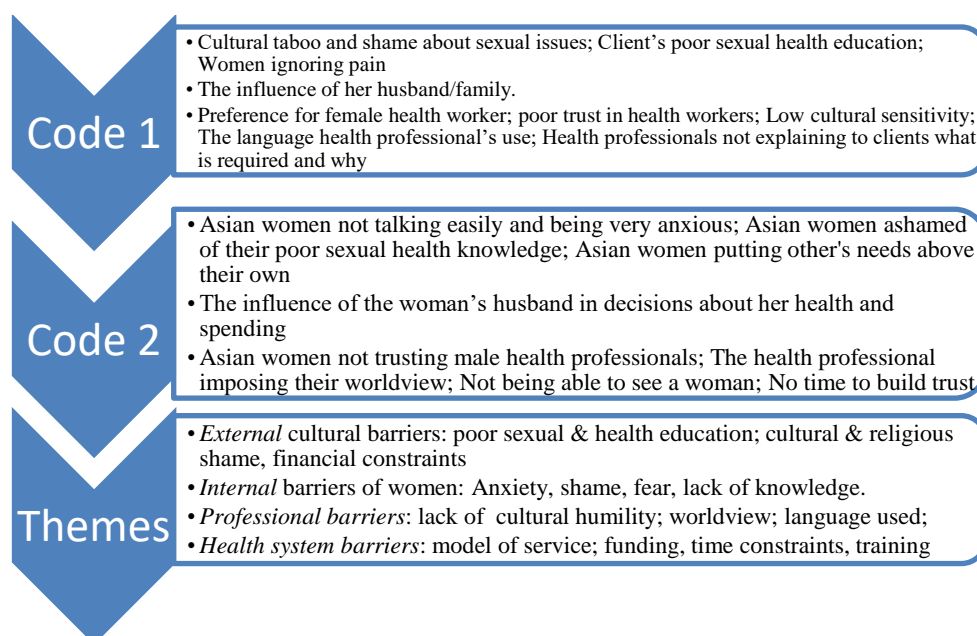 Code 1
• Cultural taboo and shame about sexual issues; Client's poor sexual health education;
Women ignoring pain
• The influence of her husband/family.
• Preference for female health worker; poor trust in health workers; Low cultural sensitivity;
The language health professional's use; Health professionals not explaining to clients what
is required and why
Code 2
• Asian women not talking easily and being very anxious; Asian women ashamed
of their poor sexual health knowledge; Asian women putting other's needs above
their own
• The influence of the woman's husband in decisions about her health and
spending
• Asian women not trusting male health professionals; The health professional
imposing their worldview; Not being able to see a woman; No time to build trust
Themes
• External cultural barriers: poor sexual & health education; cultural & religious
shame, financial constraints
• Internal barriers of women: Anxiety, shame, fear, lack of knowledge.
• Professional barriers: lack of cultural humility; worldview; language used;
• Health system barriers: model of service; funding, time constraints, training